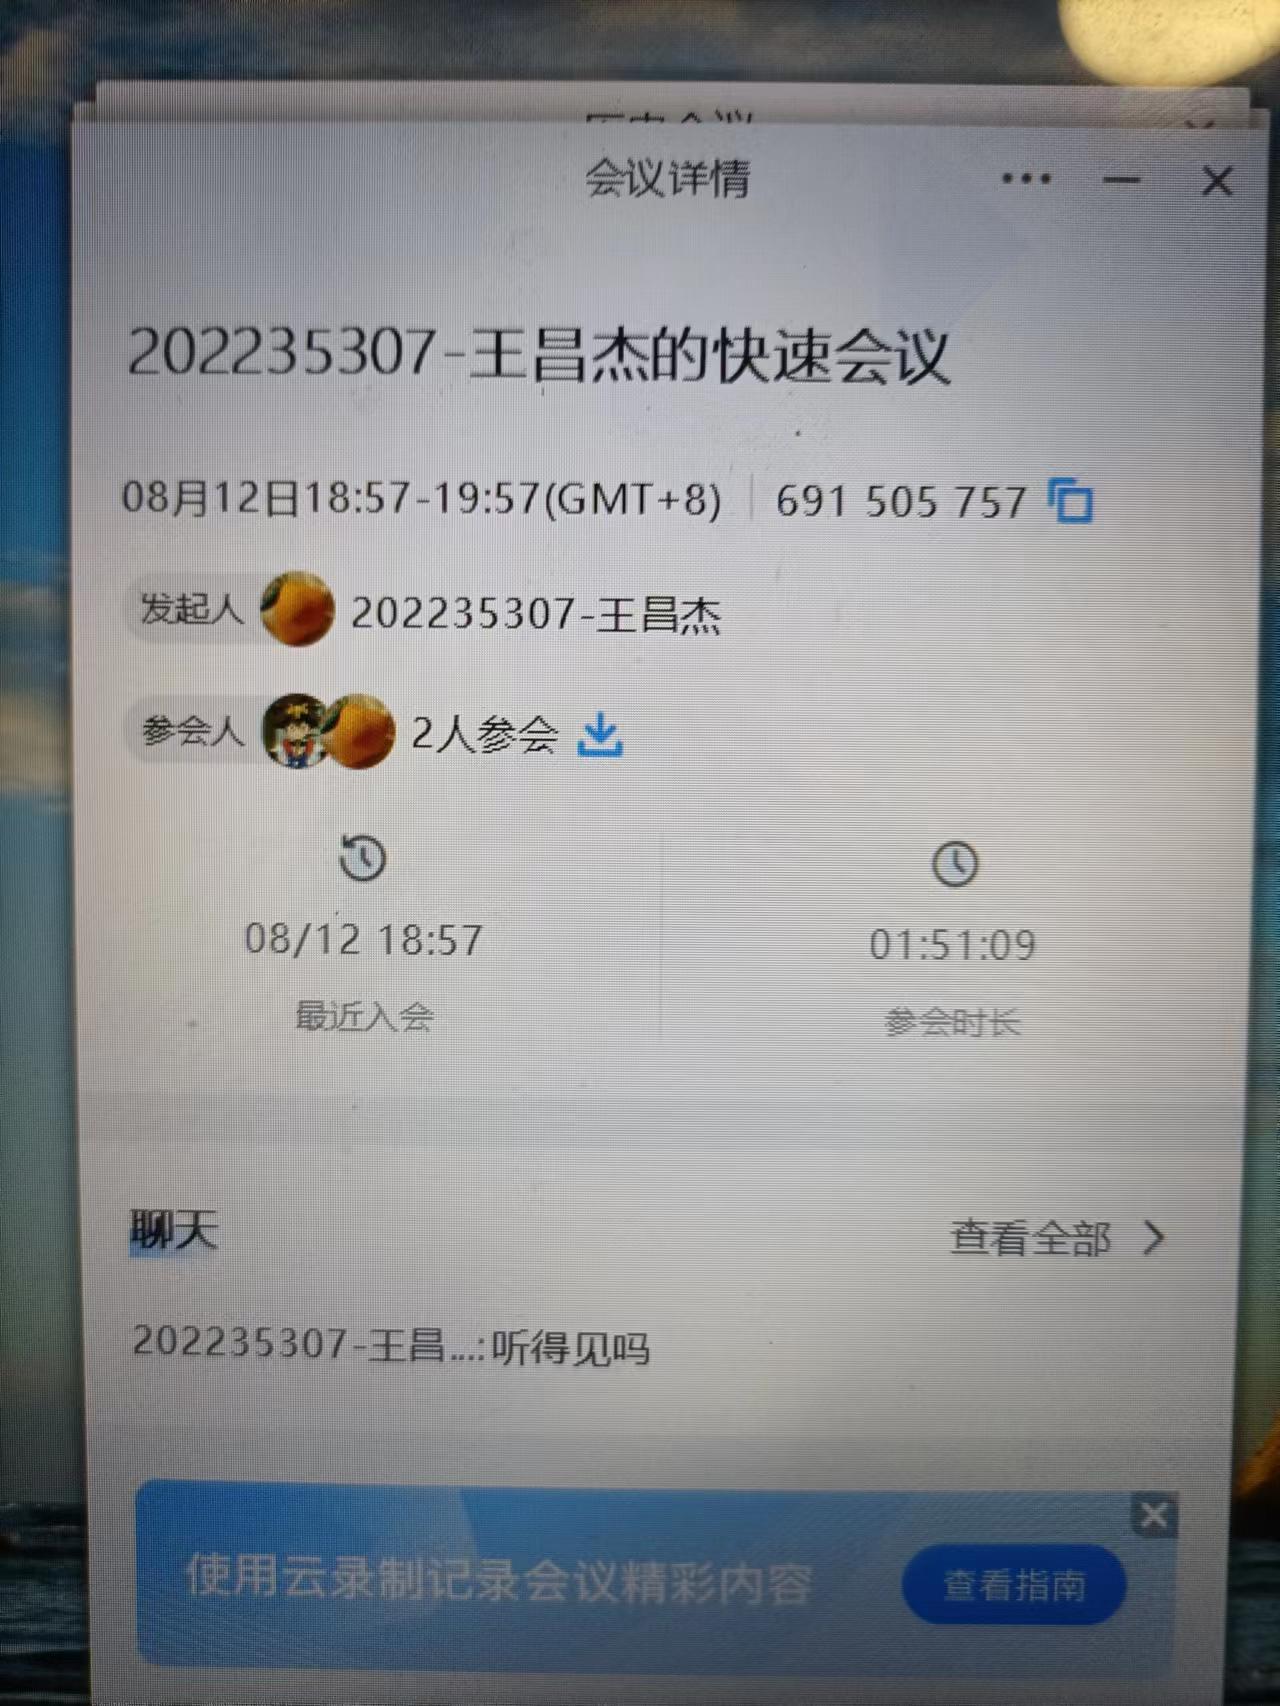 会议详情
202235307-王昌杰的快速会议
08月12日18:57-19:57(GMT+8) 691 505 757
发起人 202235307-王昌杰
参会人 2人参会
08/12 18:57
最近入会
01:51:09
参会时长
聊天
查看全部
202235307-王昌...:听得见吗
使用云录制记录会议精彩内容
查看指南